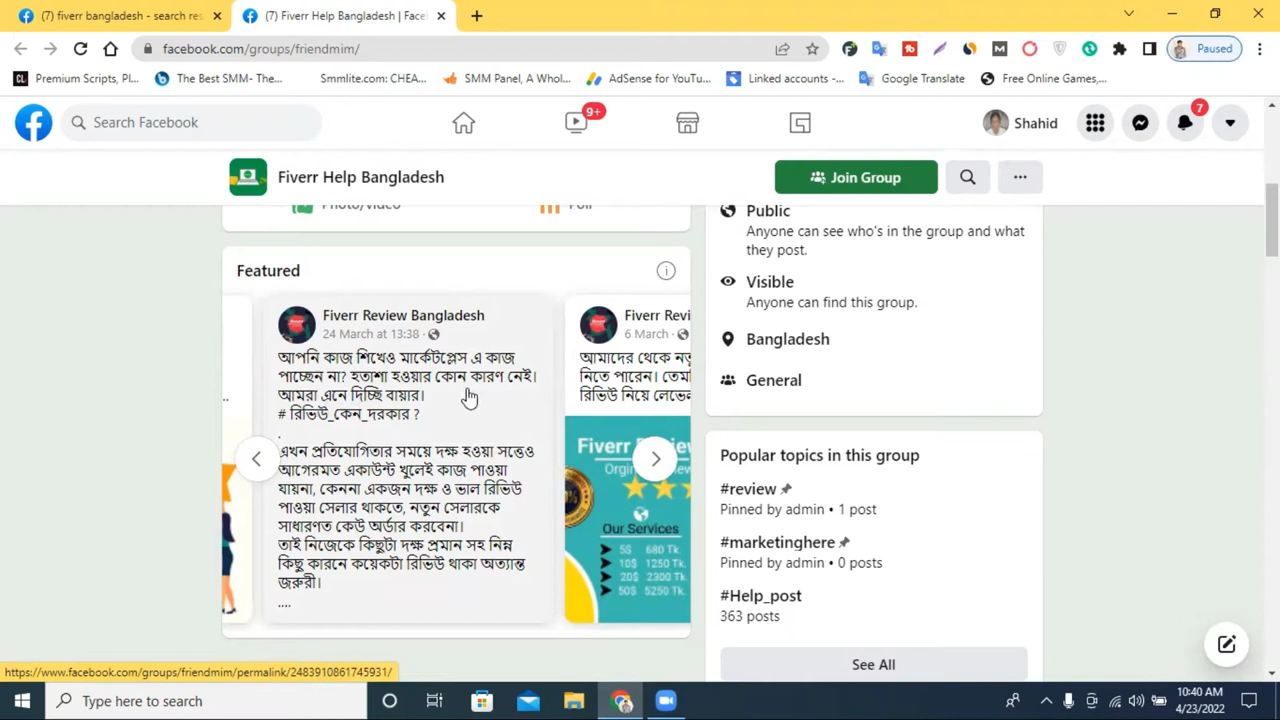 (7) fiverr bangladesh - search res
(7) Fiverr Help Bangladesh | Face
facebook.com/groups/friendmim/
Paused
CL Premium Scripts, Pl...
The Best SMM- The...
Smmlite.com: CHEA...
SMM Panel, A Whol...
AdSense for YouTu...
Linked accounts -...
Google Translate
Free Online Games,...
Search Facebook
9+
Shahid
7
Fiverr Help Bangladesh
Join Group
Photo/video
Poll
Featured
Fiverr Review Bangladesh
24 March at 13:38
আপনি কাজ শিখেও মার্কেটপ্লেস এ কাজ
পাচ্ছেন না? হতাশা হওয়ার কোন কারণ নেই।
আমরা এনে দিচ্ছি বায়ার।
# রিভিউ_কেন_দরকার ?
.
এখন প্রতিযোগিতার সময়ে দক্ষ হওয়া সত্তেও
আগেরমত একাউন্ট খুলেই কাজ পাওয়া
যায়না, কেননা একজন দক্ষ ও ভাল রিভিউ
পাওয়া সেলার থাকতে, নতুন সেলারকে
সাধারণত কেউ অর্ডার করবেনা।
তাই নিজেকে কিছুটা দক্ষ প্রমান সহ নিম্ন
কিছু কারনে কয়েকটা রিভিউ থাকা অত্যান্ত
জরুরী।
....
Fiverr Revi
6 March
আমাদের থেকে নতু
নিতে পারেন। তেম
রিভিউ নিয়ে লেভেল
Fiverr Review
Orgin
Our Services
5$ 680 Tk.
10$ 1250 Tk.
20$ 2300 Tk.
50$ 5250 Tk.
Public
Anyone can see who's in the group and what
they post.
Visible
Anyone can find this group.
Bangladesh
General
Popular topics in this group
#review
Pinned by admin • 1 post
#marketinghere
Pinned by admin • 0 posts
#Help_post
363 posts
See All
https://www.facebook.com/groups/friendmim/permalink/2483910861745931/
Type here to search
10:40 AM
4/23/2022